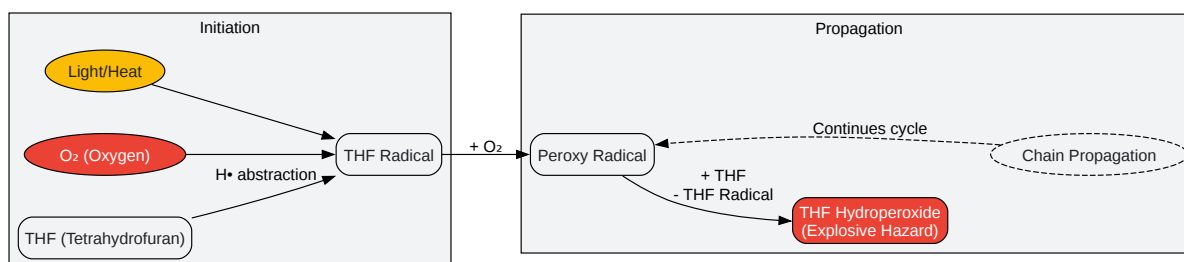 Initiation
Propagation
Light/Heat
O₂ (Oxygen)
H• abstraction
THF (Tetrahydrofuran)
THF Radical
+ O₂
Peroxy Radical
Continues cycle
Chain Propagation
+ THF
- THF Radical
THF Hydroperoxide
(Explosive Hazard)